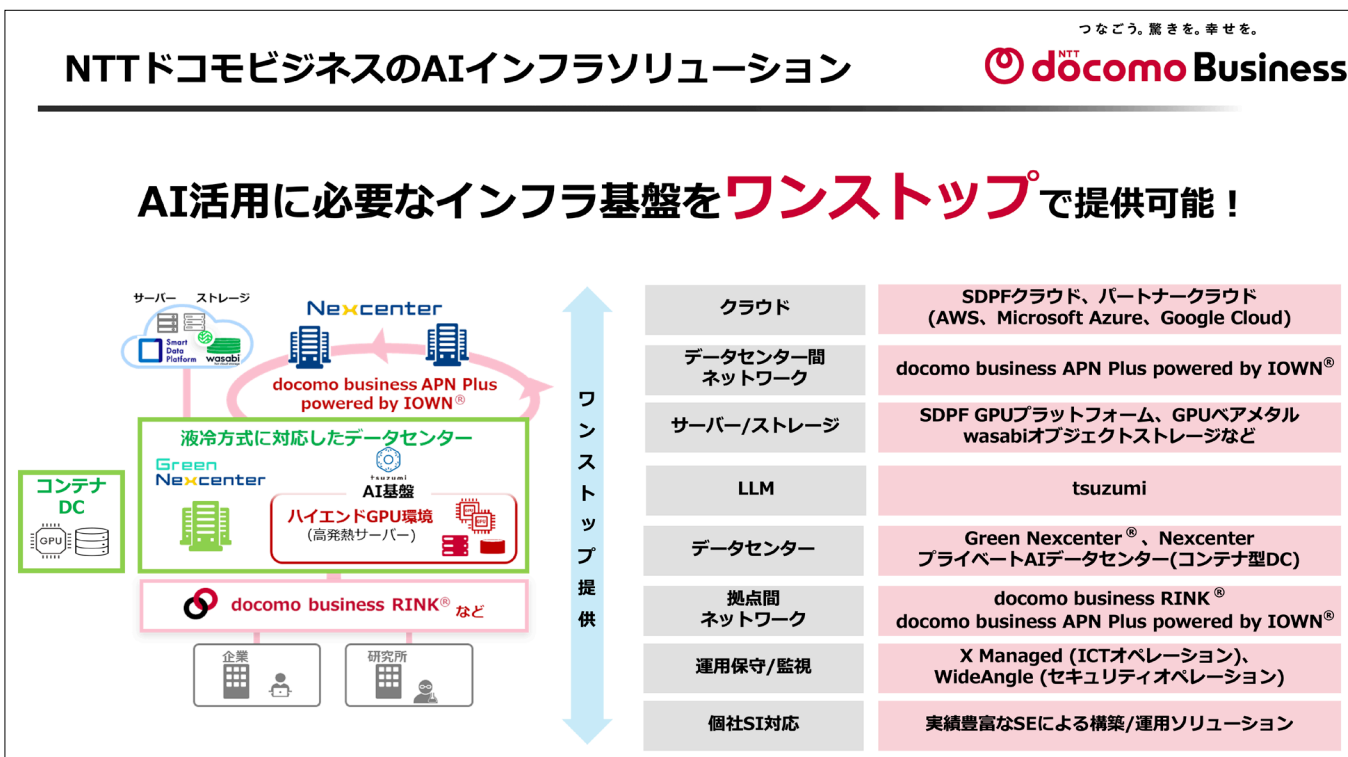 つなごう。驚きを。幸せを。
NTTドコモビジネスのAIインフラソリューション
NTT
döcomo Business
AI活用に必要なインフラ基盤をワンストップで提供可能！
サーバー ストレージ
Smart
Data
Platform
wasabi
Nexcenter
docomo business APN Plus
powered by IOWN®
液冷方式に対応したデータセンター
Green
Nexcenter
tsuzumi
AI基盤
ハイエンドGPU環境
(高発熱サーバー)
GPU
GPU
コンテナ
DC
GPU
docomo business RINK® など
企業
研究所
ワンストップ提供
クラウド
SDPFクラウド、パートナークラウド
(AWS、Microsoft Azure、Google Cloud)
データセンター間
ネットワーク
docomo business APN Plus powered by IOWN®
サーバー/ストレージ
SDPF GPUプラットフォーム、GPUベアメタル
wasabiオブジェクトストレージなど
LLM
tsuzumi
データセンター
Green Nexcenter®、Nexcenter
プライベートAIデータセンター(コンテナ型DC)
拠点間
ネットワーク
docomo business RINK®
docomo business APN Plus powered by IOWN®
運用保守/監視
X Managed (ICTオペレーション)、
WideAngle (セキュリティオペレーション)
個社SI対応
実績豊富なSEによる構築/運用ソリューション